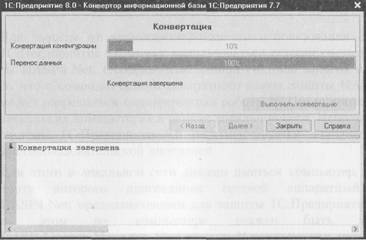 1С:Предприятие 8.0 - Конвертор информационной базы 1С:Предприятия 7.7
Конвертация
Конвертация конфигурации 10%
Перенос данных 100%
Конвертация завершена
Выполнить конвертацию
< Назад Далее > Закрыть Справка
Конвертация завершена